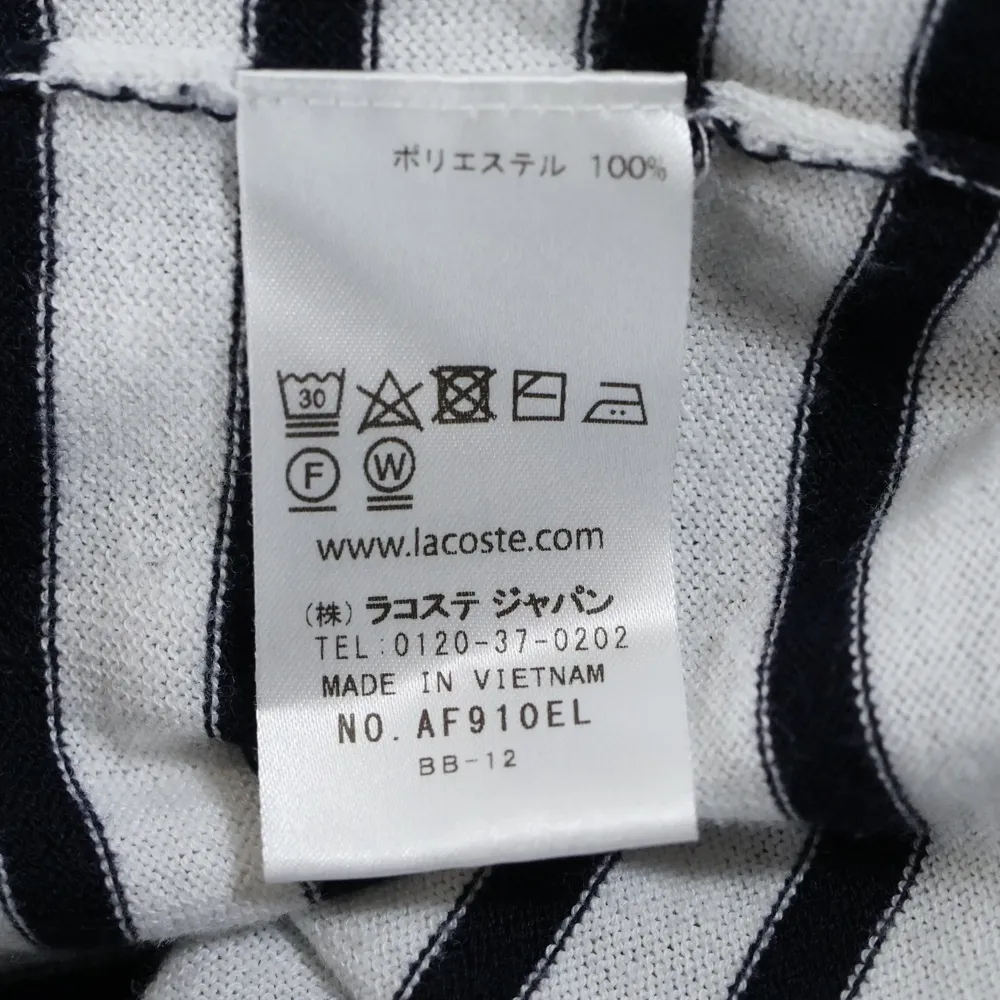 ポリエステル 100%
30
F W
www.lacoste.com
(株) ラコステ ジャパン
TEL:0120-37-0202
MADE IN VIETNAM
NO. AF910EL
BB-12